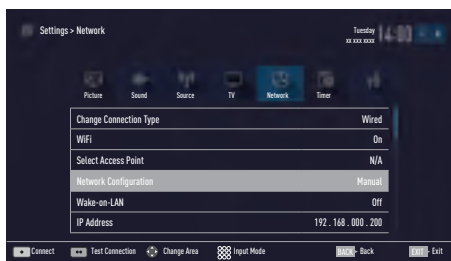 Settings > Network
Tuesday
xx xxx xxxx
14:00
Picture Sound Source TV Network Timer
Change Connection Type Wired
WiFi On
Select Access Point N/A
Network Configuration Manual
Wake-on-LAN Off
IP Address 192 . 168 . 000 . 200
Connect Test Connection Change Area Input Mode BACK - Back EXIT - Exit